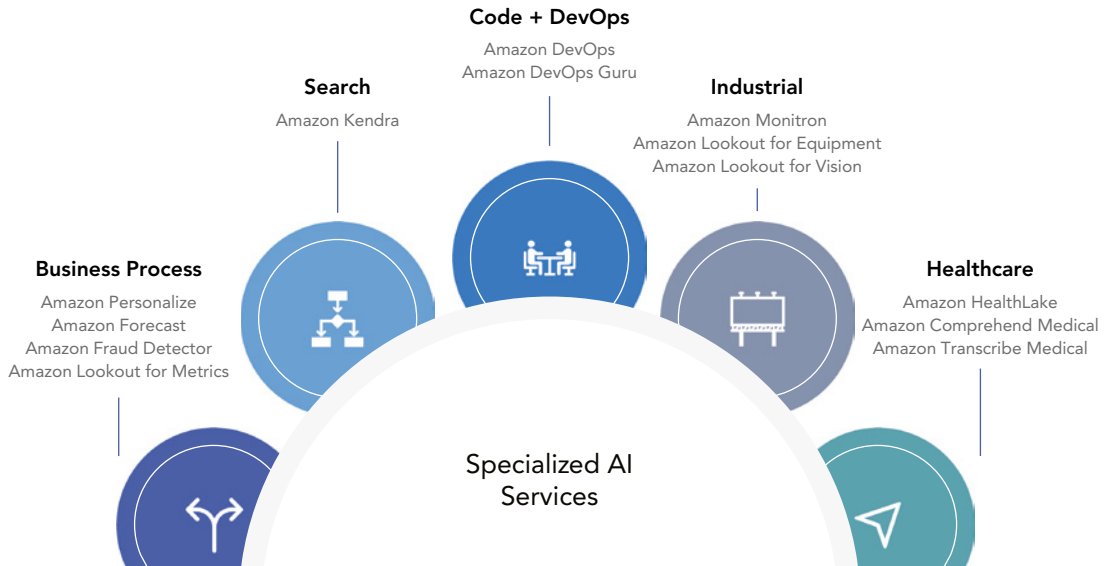 Code + DevOps
Amazon DevOps
Amazon DevOps Guru
Search
Amazon Kendra
Industrial
Amazon Monitron
Amazon Lookout for Equipment
Amazon Lookout for Vision
Business Process
Amazon Personalize
Amazon Forecast
Amazon Fraud Detector
Amazon Lookout for Metrics
Healthcare
Amazon HealthLake
Amazon Comprehend Medical
Amazon Transcribe Medical
Specialized AI
Services